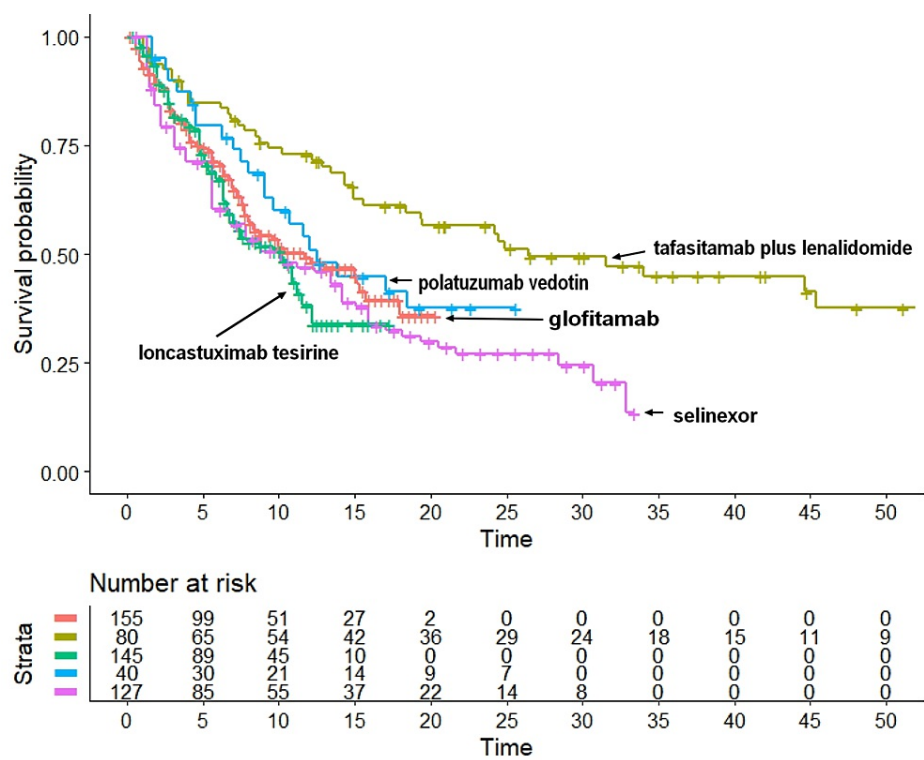 Survival probability
1.00
0.75
0.50
0.25
0.00
tafasitamab plus lenalidomide
polatuzumab vedotin
glofitamab
loncastuximab tesirine
selinexor
0 5 10 15 20 25 30 35 40 45 50
Time
Number at risk
Strata
155 99 51 27 2 0 0 0 0 0 0
80 65 54 42 36 29 24 18 15 11 9
145 89 45 10 0 0 0 0 0 0 0
40 30 21 14 9 7 0 0 0 0 0
127 85 55 37 22 14 8 0 0 0 0
0 5 10 15 20 25 30 35 40 45 50
Time